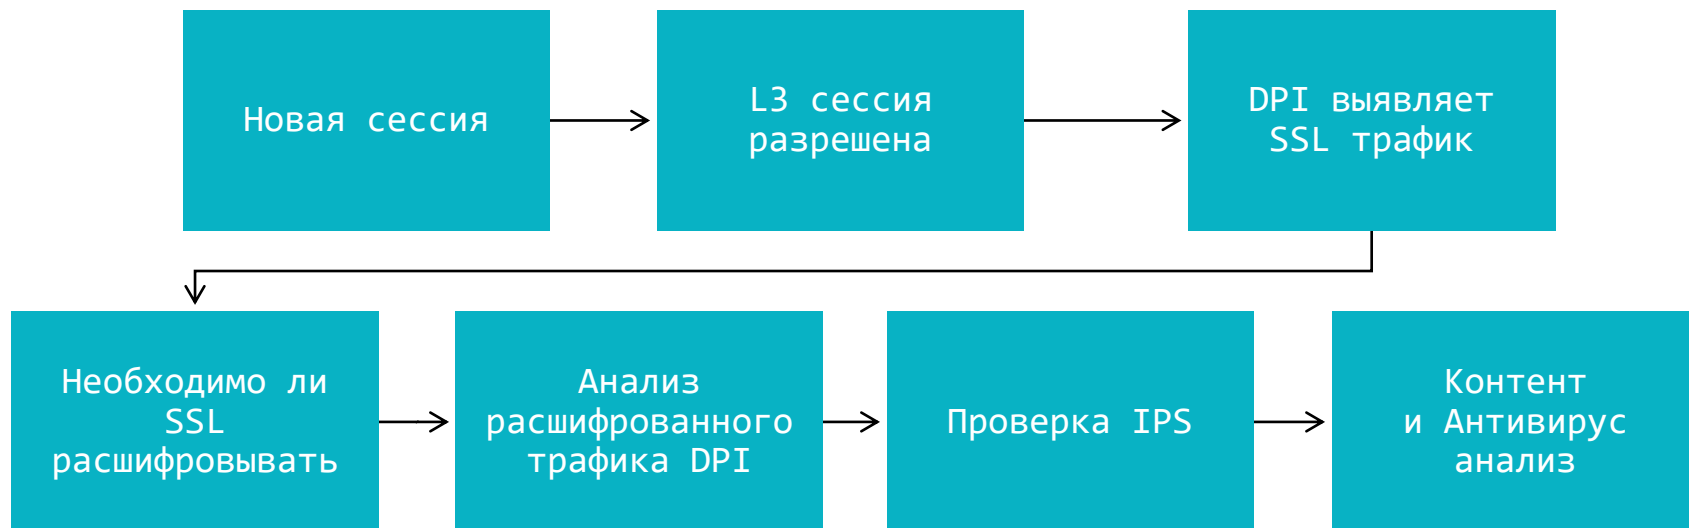 Новая сессия
L3 сессия
разрешена
DPI выявляет
SSL трафик
Необходимо ли
SSL
расшифровывать
Анализ
расшифрованного
трафика DPI
Проверка IPS
Контент
и Антивирус
анализ